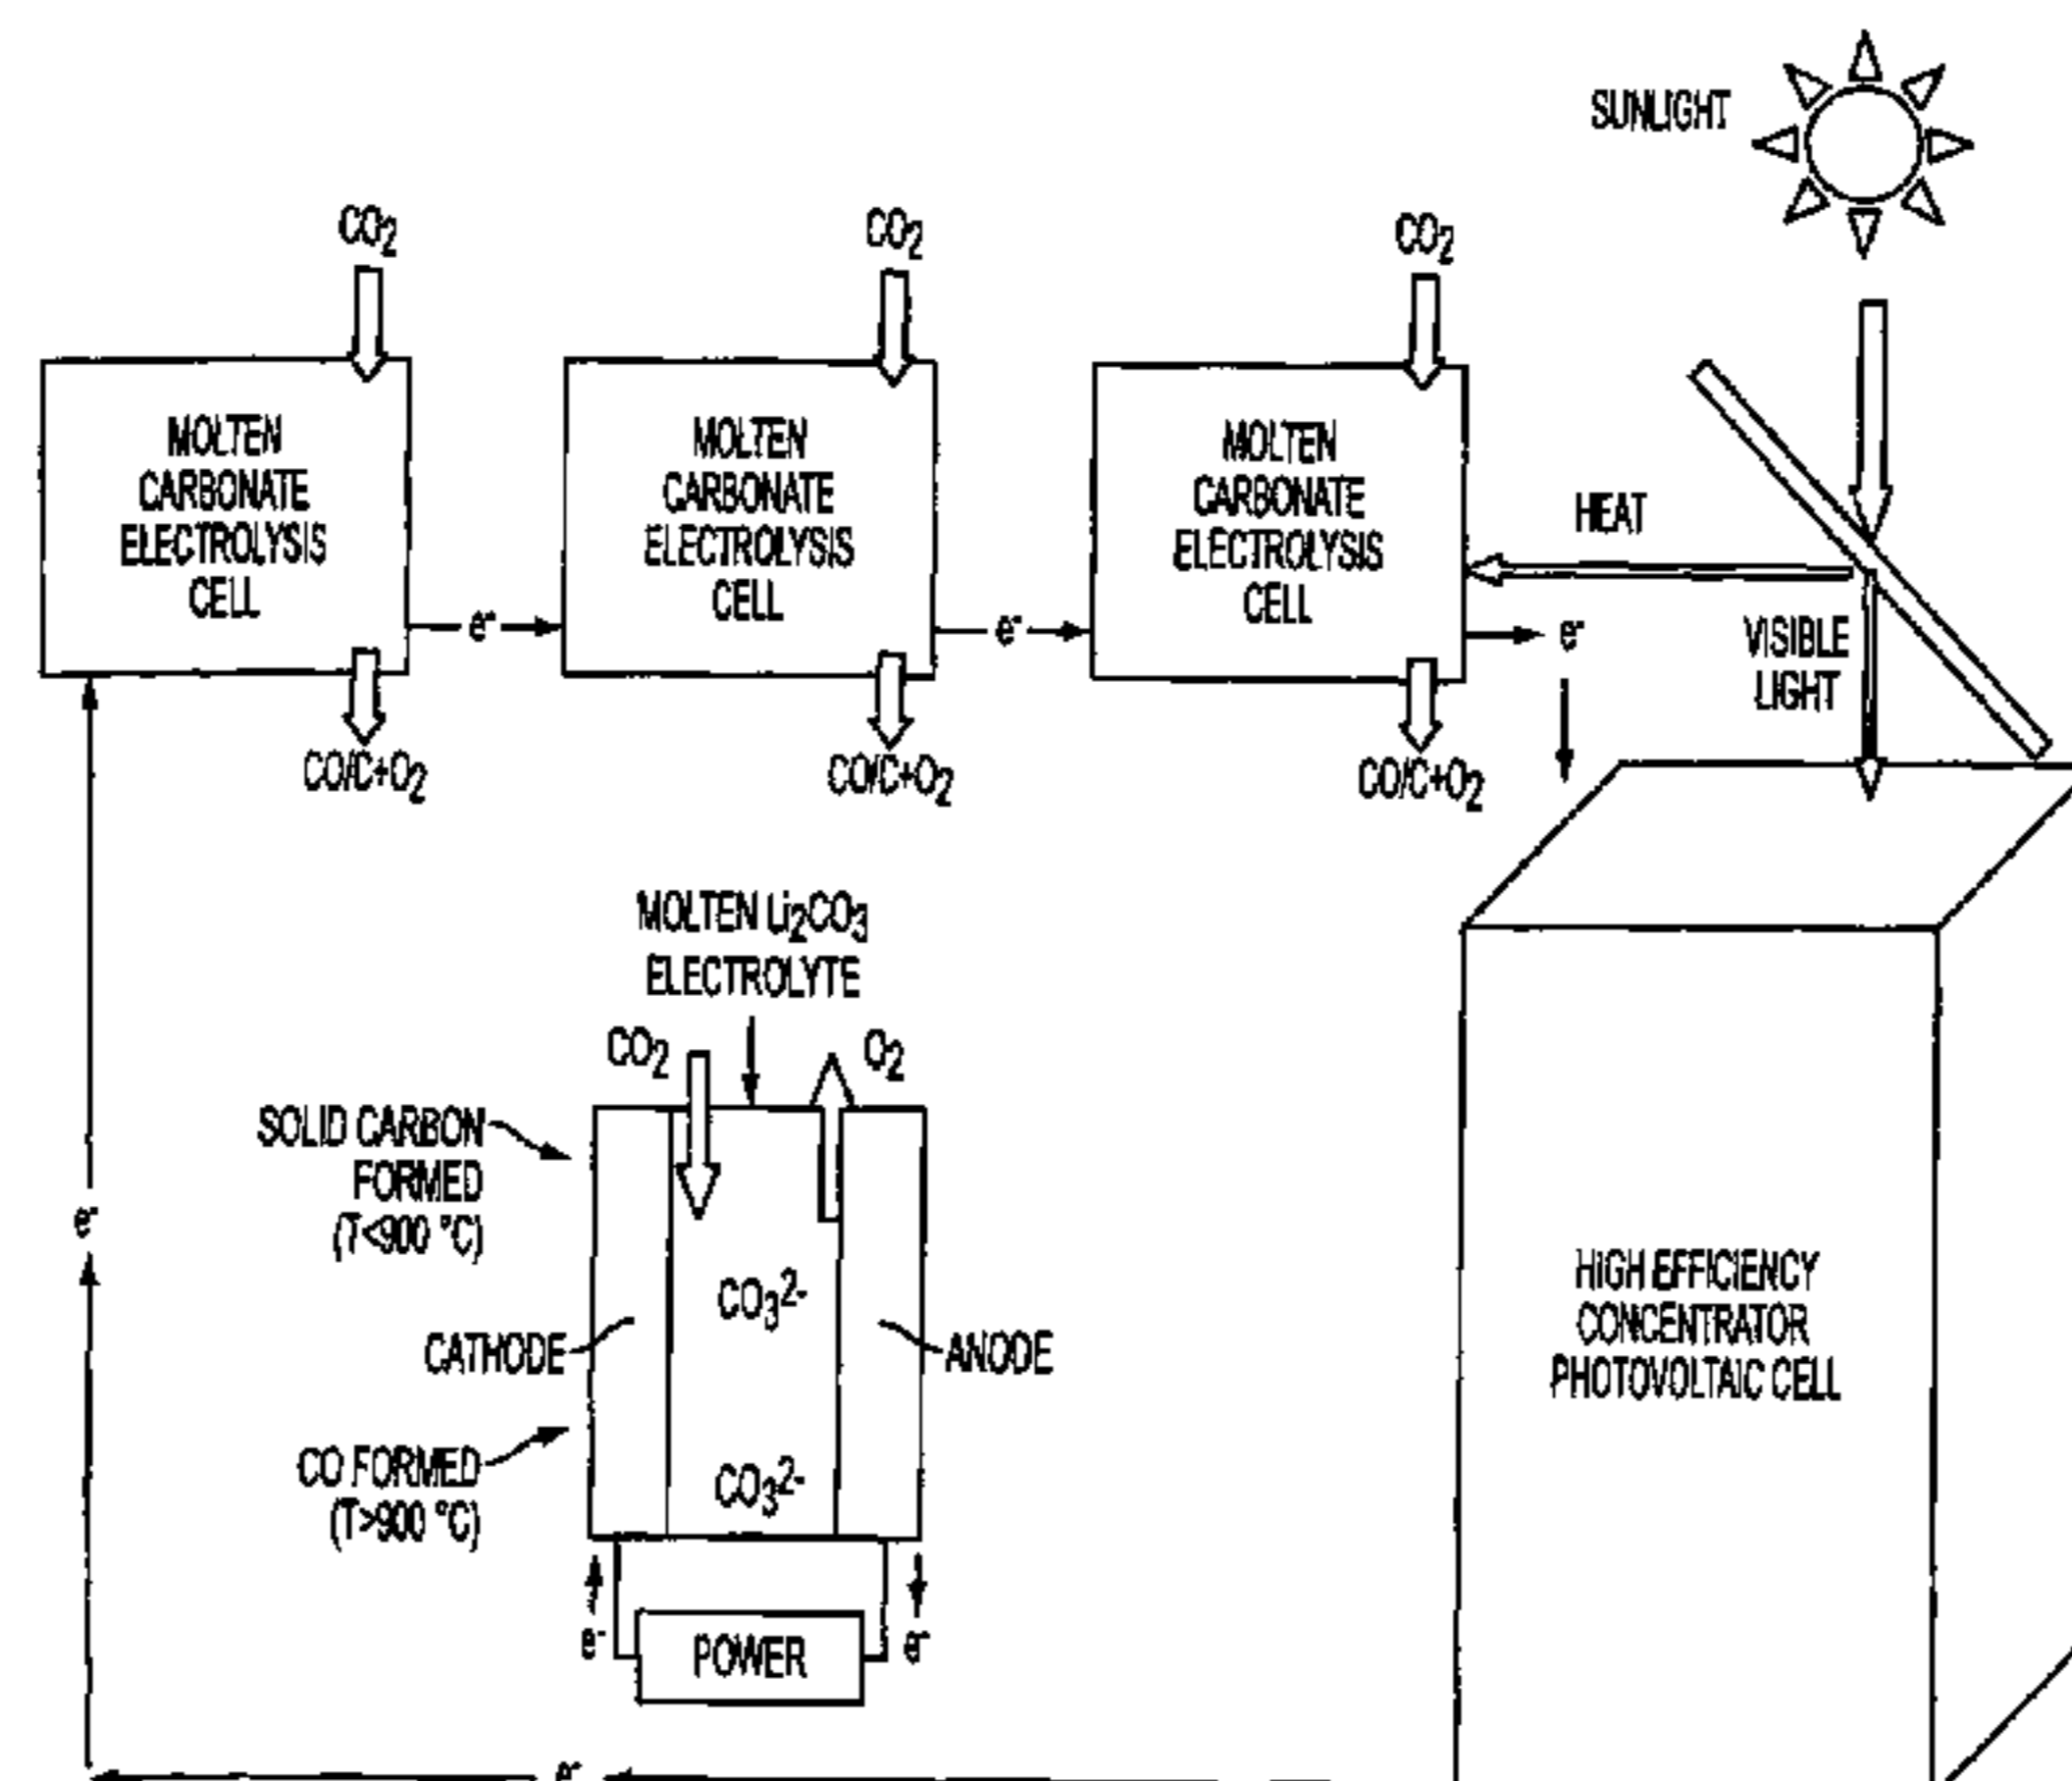 SUNLIGHT
CO2
CO2
CO2
MOLTEN
CARBONATE
ELECTROLYSIS
CELL
MOLTEN
CARBONATE
ELECTROLYSIS
CELL
MOLTEN
CARBONATE
ELECTROLYSIS
CELL
HEAT
e-
e-
e-
VISIBLE
LIGHT
CO/C+O2
CO/C+O2
CO/C+O2
MOLTEN Li2CO3
ELECTROLYTE
CO2
O2
SOLID CARBON
FORMED
(T<900 °C)
e-
CO3 2-
CATHODE
ANODE
HIGH EFFICIENCY
CONCENTRATOR
PHOTOVOLTAIC CELL
CO FORMED
(T>900 °C)
CO3 2-
e-
POWER
e-
e-